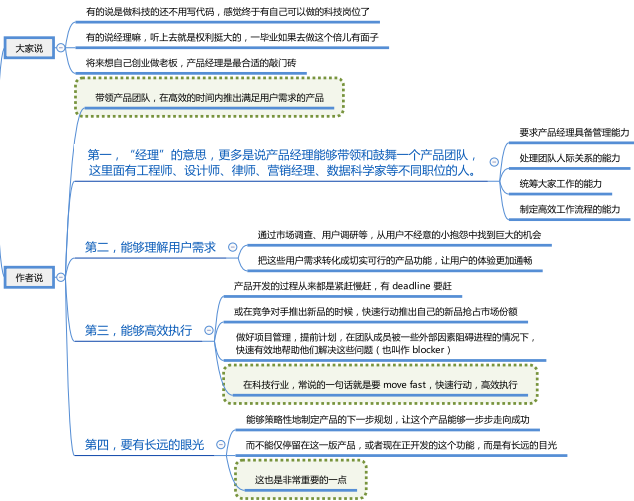 大家说
有的说是做科技的还不用写代码，感觉终于有自己可以做的科技岗位了
有的说经理嘛，听上去就是权利挺大的，一毕业如果去做这个倍儿有面子
将来想自己创业做老板，产品经理是最合适的敲门砖
作者说
带领产品团队，在高效的时间内推出满足用户需求的产品
第一，“经理”的意思，更多是说产品经理能够带领和鼓舞一个产品团队，
这里面有工程师、设计师、律师、营销经理、数据科学家等不同职位的人。
要求产品经理具备管理能力
处理团队人际关系的能力
统筹大家工作的能力
制定高效工作流程的能力
第二，能够理解用户需求
通过市场调查、用户调研等，从用户不经意的小抱怨中找到巨大的机会
把这些用户需求转化成切实可行的产品功能，让用户的体验更加通畅
第三，能够高效执行
产品开发的过程从来都是紧赶慢赶，有 deadline 要赶
或在竞争对手推出新品的时候，快速行动推出自己的新品抢占市场份额
做好项目管理，提前计划，在团队成员被一些外部因素阻碍进程的情况下，
快速有效地帮助他们解决这些问题（也叫作 blocker）
在科技行业，常说的一句话就是要 move fast，快速行动，高效执行
第四，要有长远的眼光
能够策略性地制定产品的下一步规划，让这个产品能够一步步走向成功
而不能仅停留在这一版产品，或者现在正开发的这个功能，而是有长远的目光
这也是非常重要的一点